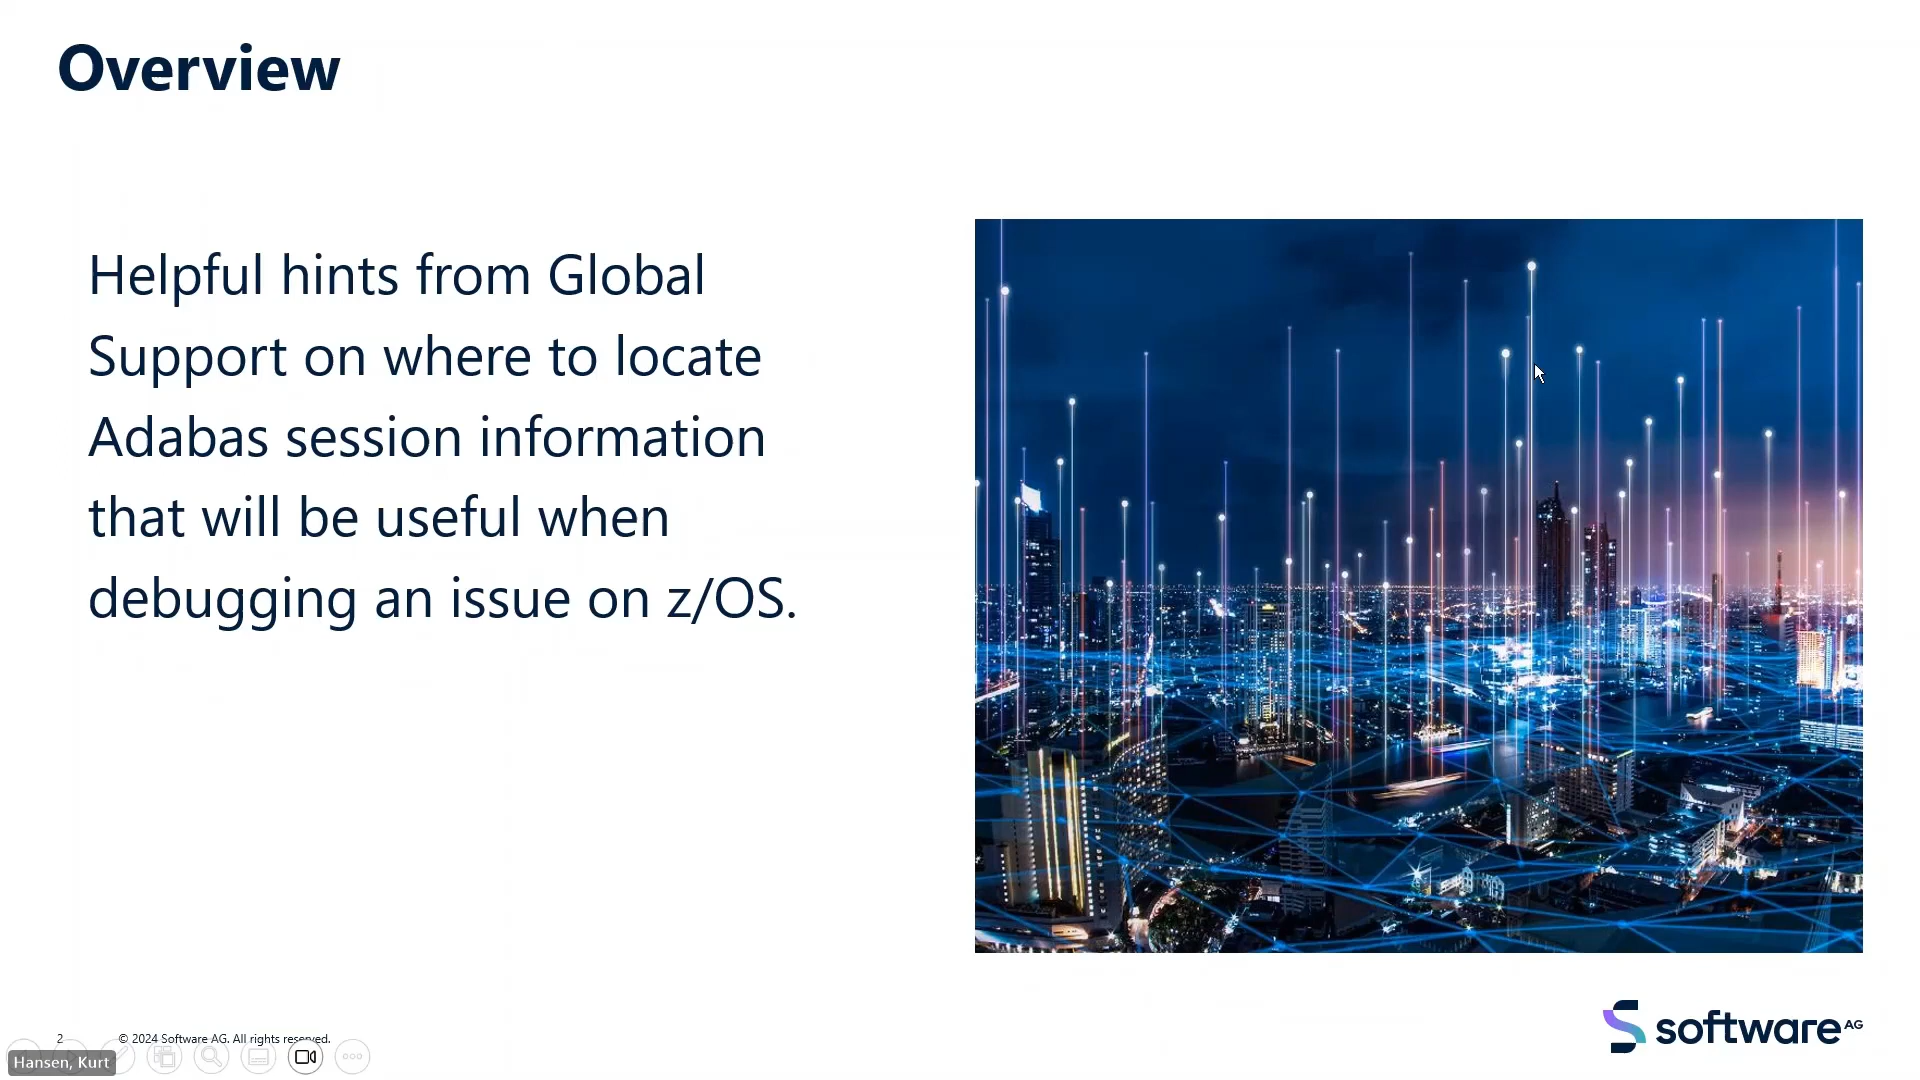 Overview
Helpful hints from Global
Support on where to locate
Adabas session information
that will be useful when
debugging an issue on z/OS.
2 © 2024 Software AG. All rights reserved.
Hansen, Kurt
software AG